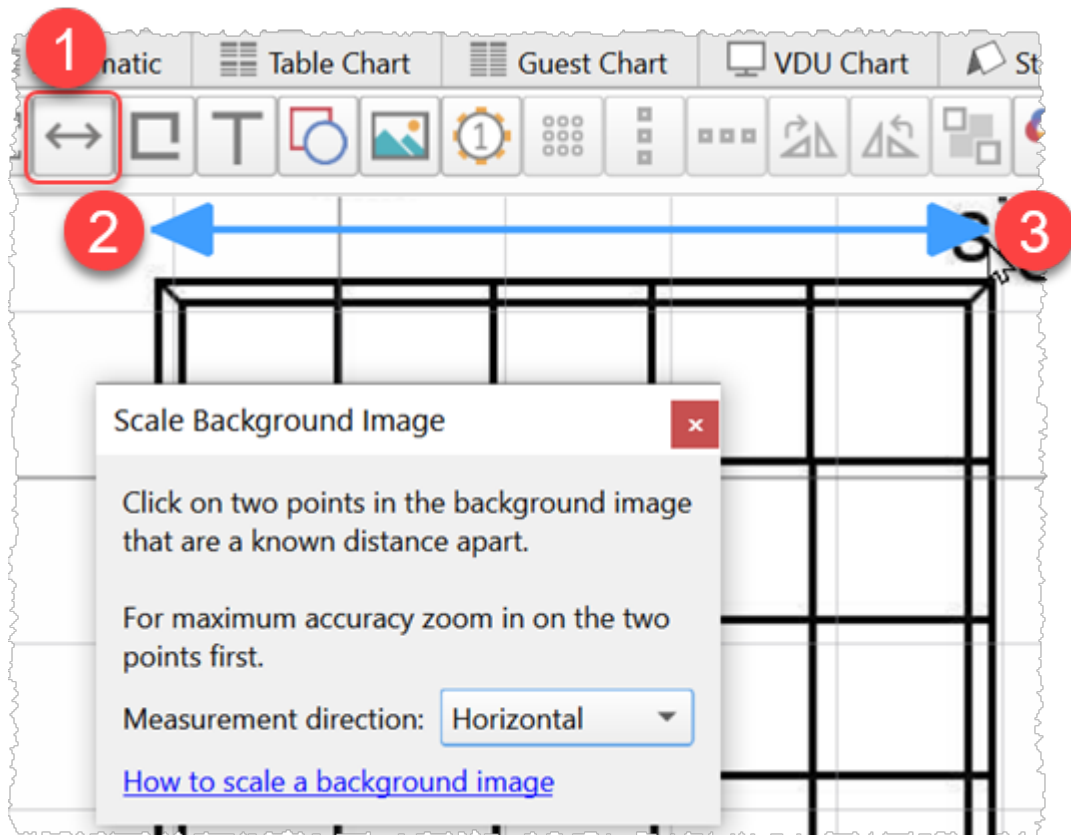 1
Table Chart
Guest Chart
VDU Chart
1
2
3
Scale Background Image
Click on two points in the background image
that are a known distance apart.
For maximum accuracy zoom in on the two
points first.
Measurement direction: Horizontal
How to scale a background image